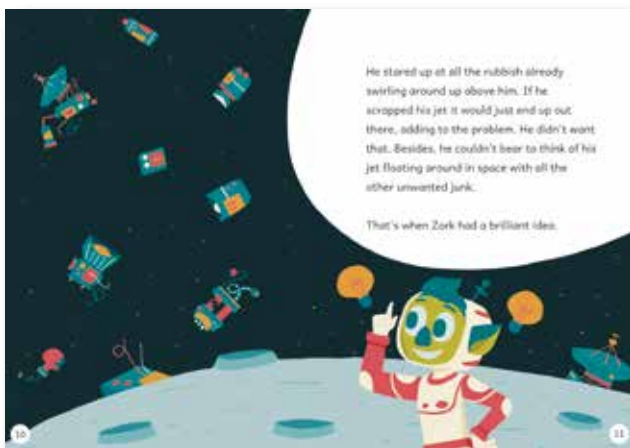 He stared up at all the rubbish already
swirling around up above him. If he
scrapped his jet it would just end up out
there, adding to the problem. He didn't want
that. Besides, he couldn't bear to think of his
jet floating around in space with all the
other unwanted junk.
That's when Zork had a brilliant idea.
10
11